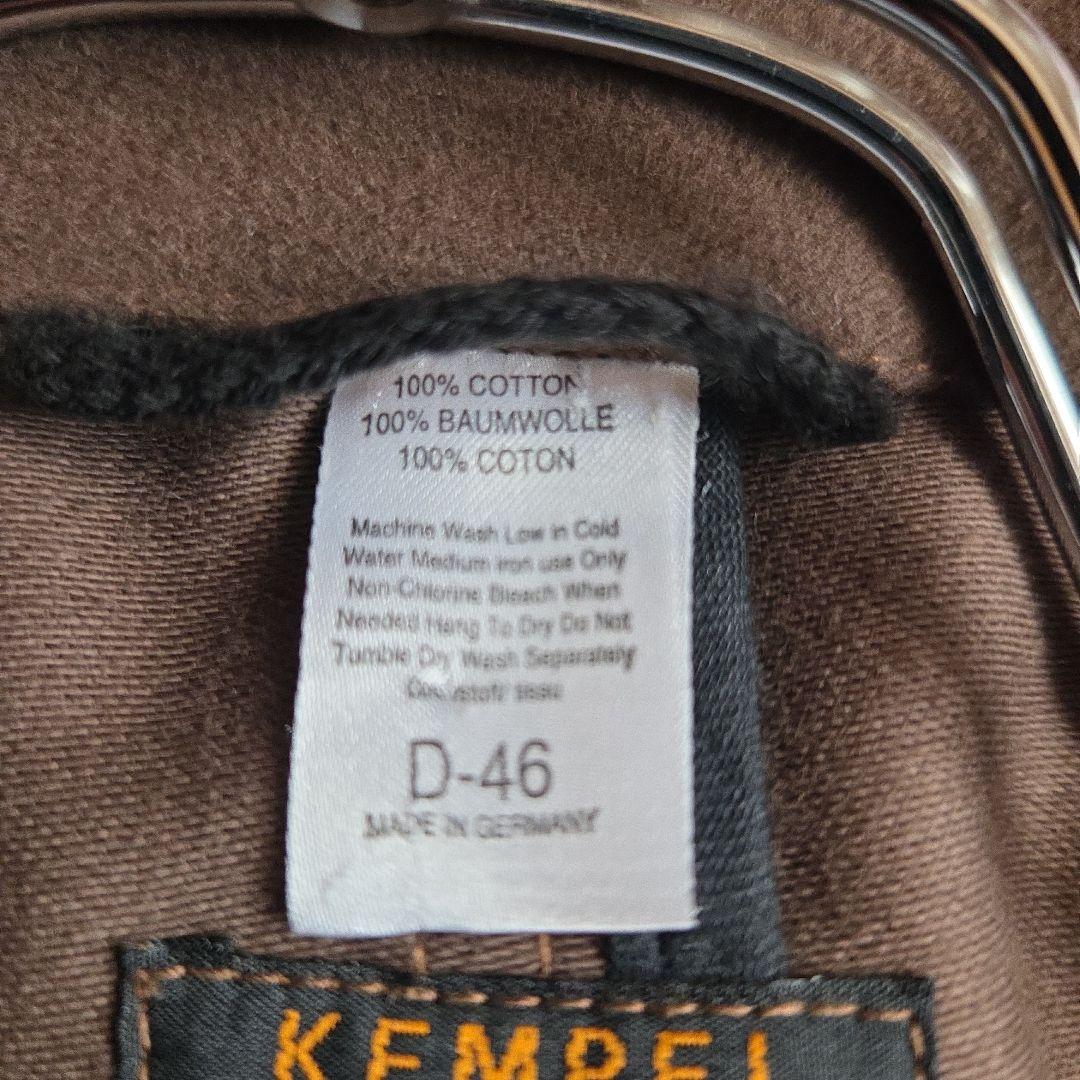 100% COTTON
100% BAUMWOLLE
100% COTON
Machine Wash Low in Cold
Water Medium iron use Only
Non-Chlorine Bleach When
Needed Hang To Dry Do Not
Tumble Dry Wash Separately
D-46
MADE IN GERMANY
KEMPEL